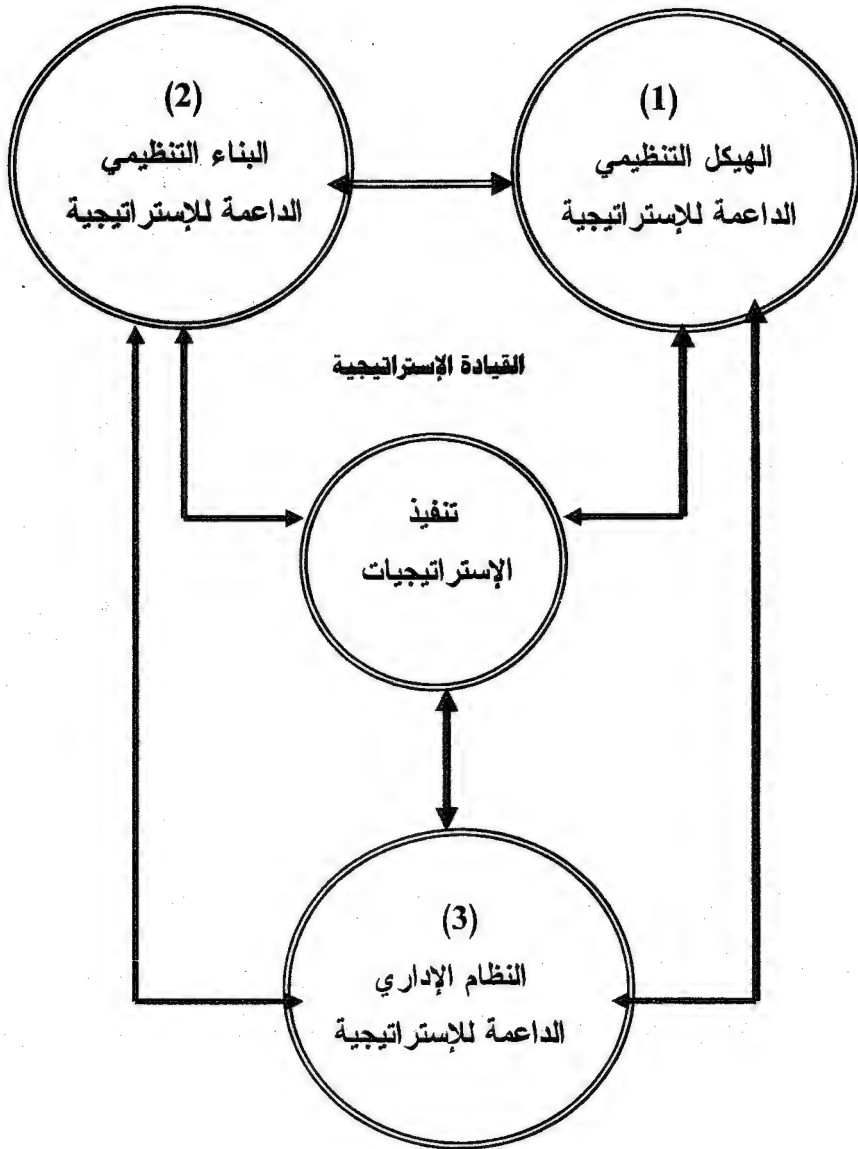 (1)
الهيكل التنظيمي
الداعمة للإستراتيجية
(2)
البناء التنظيمي
الداعمة للإستراتيجية
القيادة الإستراتيجية
تنفيذ
الإستراتيجيات
(3)
النظام الإداري
الداعمة للإستراتيجية